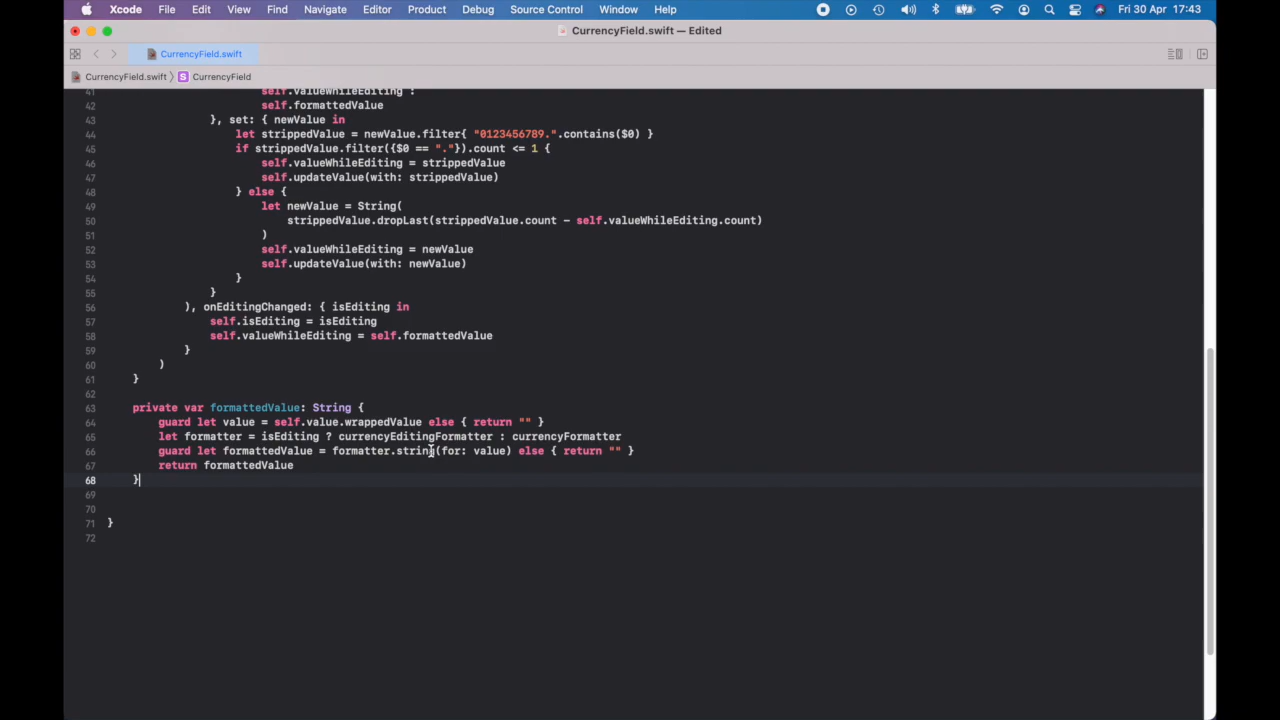 Xcode File Edit View Find Navigate Editor Product Debug Source Control Window Help Fri 30 Apr 17:43
CurrencyField.swift — Edited
CurrencyField.swift
CurrencyField.swift S CurrencyField
41 self.valueWhileEditing :
42 self.formattedValue
43 }, set: { newValue in
44 let strippedValue = newValue.filter{ "0123456789.".contains($0) }
45 if strippedValue.filter({$0 == "."}).count <= 1 {
46 self.valueWhileEditing = strippedValue
47 self.updateValue(with: strippedValue)
48 } else {
49 let newValue = String(
50 strippedValue.dropLast(strippedValue.count - self.valueWhileEditing.count)
51 )
52 self.valueWhileEditing = newValue
53 self.updateValue(with: newValue)
54 }
55 }
56 ), onEditingChanged: { isEditing in
57 self.isEditing = isEditing
58 self.valueWhileEditing = self.formattedValue
59 }
60 )
61 }
62
63 private var formattedValue: String {
64 guard let value = self.value.wrappedValue else { return "" }
65 let formatter = isEditing ? currencyEditingFormatter : currencyFormatter
66 guard let formattedValue = formatter.string(for: value) else { return "" }
67 return formattedValue
68 }
69
70
71 }
72